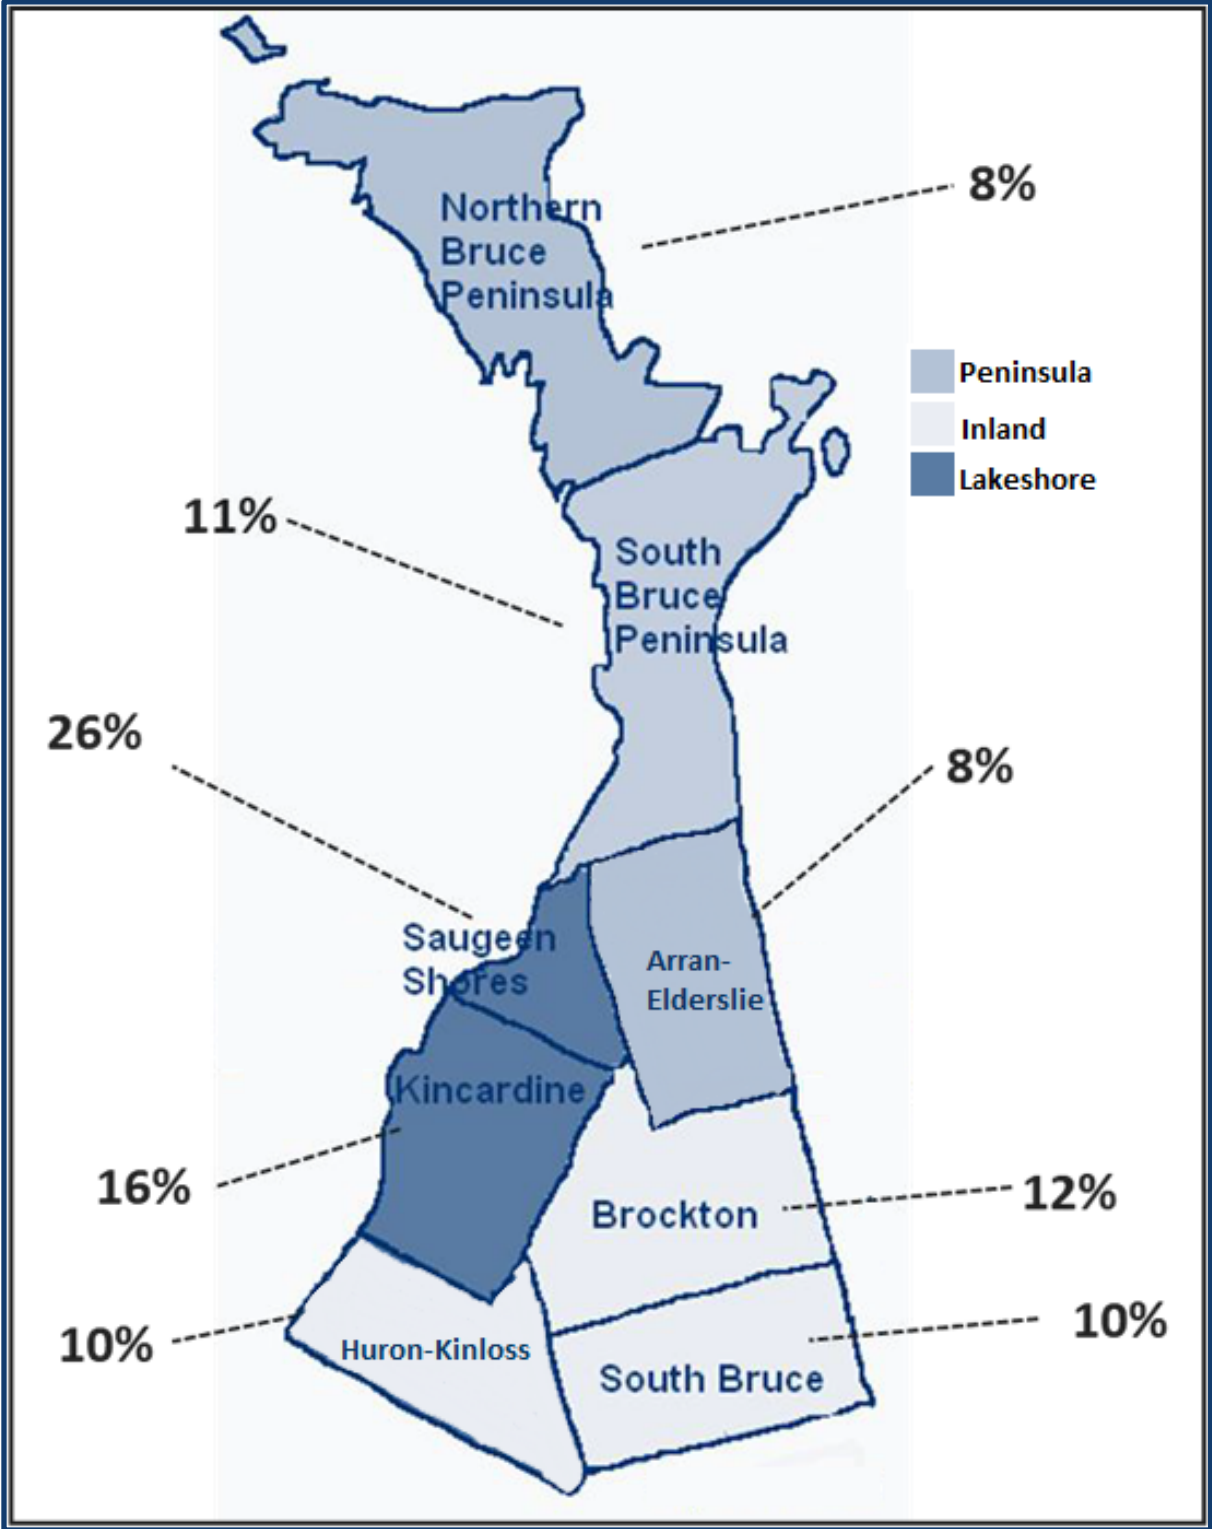 8%
Northern
Bruce
Peninsula
Peninsula
Inland
Lakeshore
11%
South
Bruce
Peninsula
26%
8%
Saugeen
Shores
Arran-
Elderslie
Kincardine
16%
12%
Brockton
10%
10%
Huron-Kinloss
South Bruce